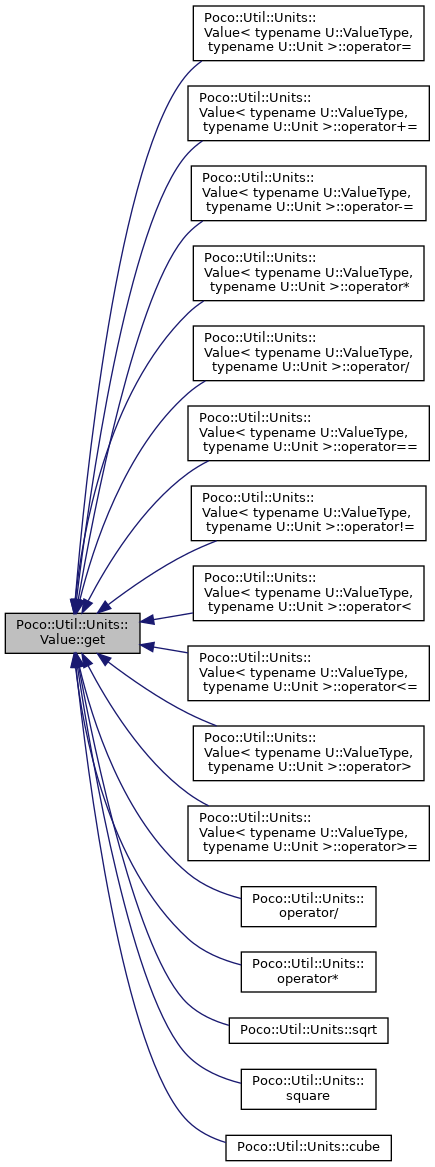 Poco::Util::Units::
Value< typename U::ValueType,
typename U::Unit >::operator=
Poco::Util::Units::
Value< typename U::ValueType,
typename U::Unit >::operator+=
Poco::Util::Units::
Value< typename U::ValueType,
typename U::Unit >::operator-=
Poco::Util::Units::
Value< typename U::ValueType,
typename U::Unit >::operator*
Poco::Util::Units::
Value< typename U::ValueType,
typename U::Unit >::operator/
Poco::Util::Units::
Value< typename U::ValueType,
typename U::Unit >::operator==
Poco::Util::Units::
Value< typename U::ValueType,
typename U::Unit >::operator!=
Poco::Util::Units::
Value< typename U::ValueType,
typename U::Unit >::operator<
Poco::Util::Units::
Value::get
Poco::Util::Units::
Value< typename U::ValueType,
typename U::Unit >::operator<=
Poco::Util::Units::
Value< typename U::ValueType,
typename U::Unit >::operator>
Poco::Util::Units::
Value< typename U::ValueType,
typename U::Unit >::operator>=
Poco::Util::Units::
operator/
Poco::Util::Units::
operator*
Poco::Util::Units::sqrt
Poco::Util::Units::
square
Poco::Util::Units::cube